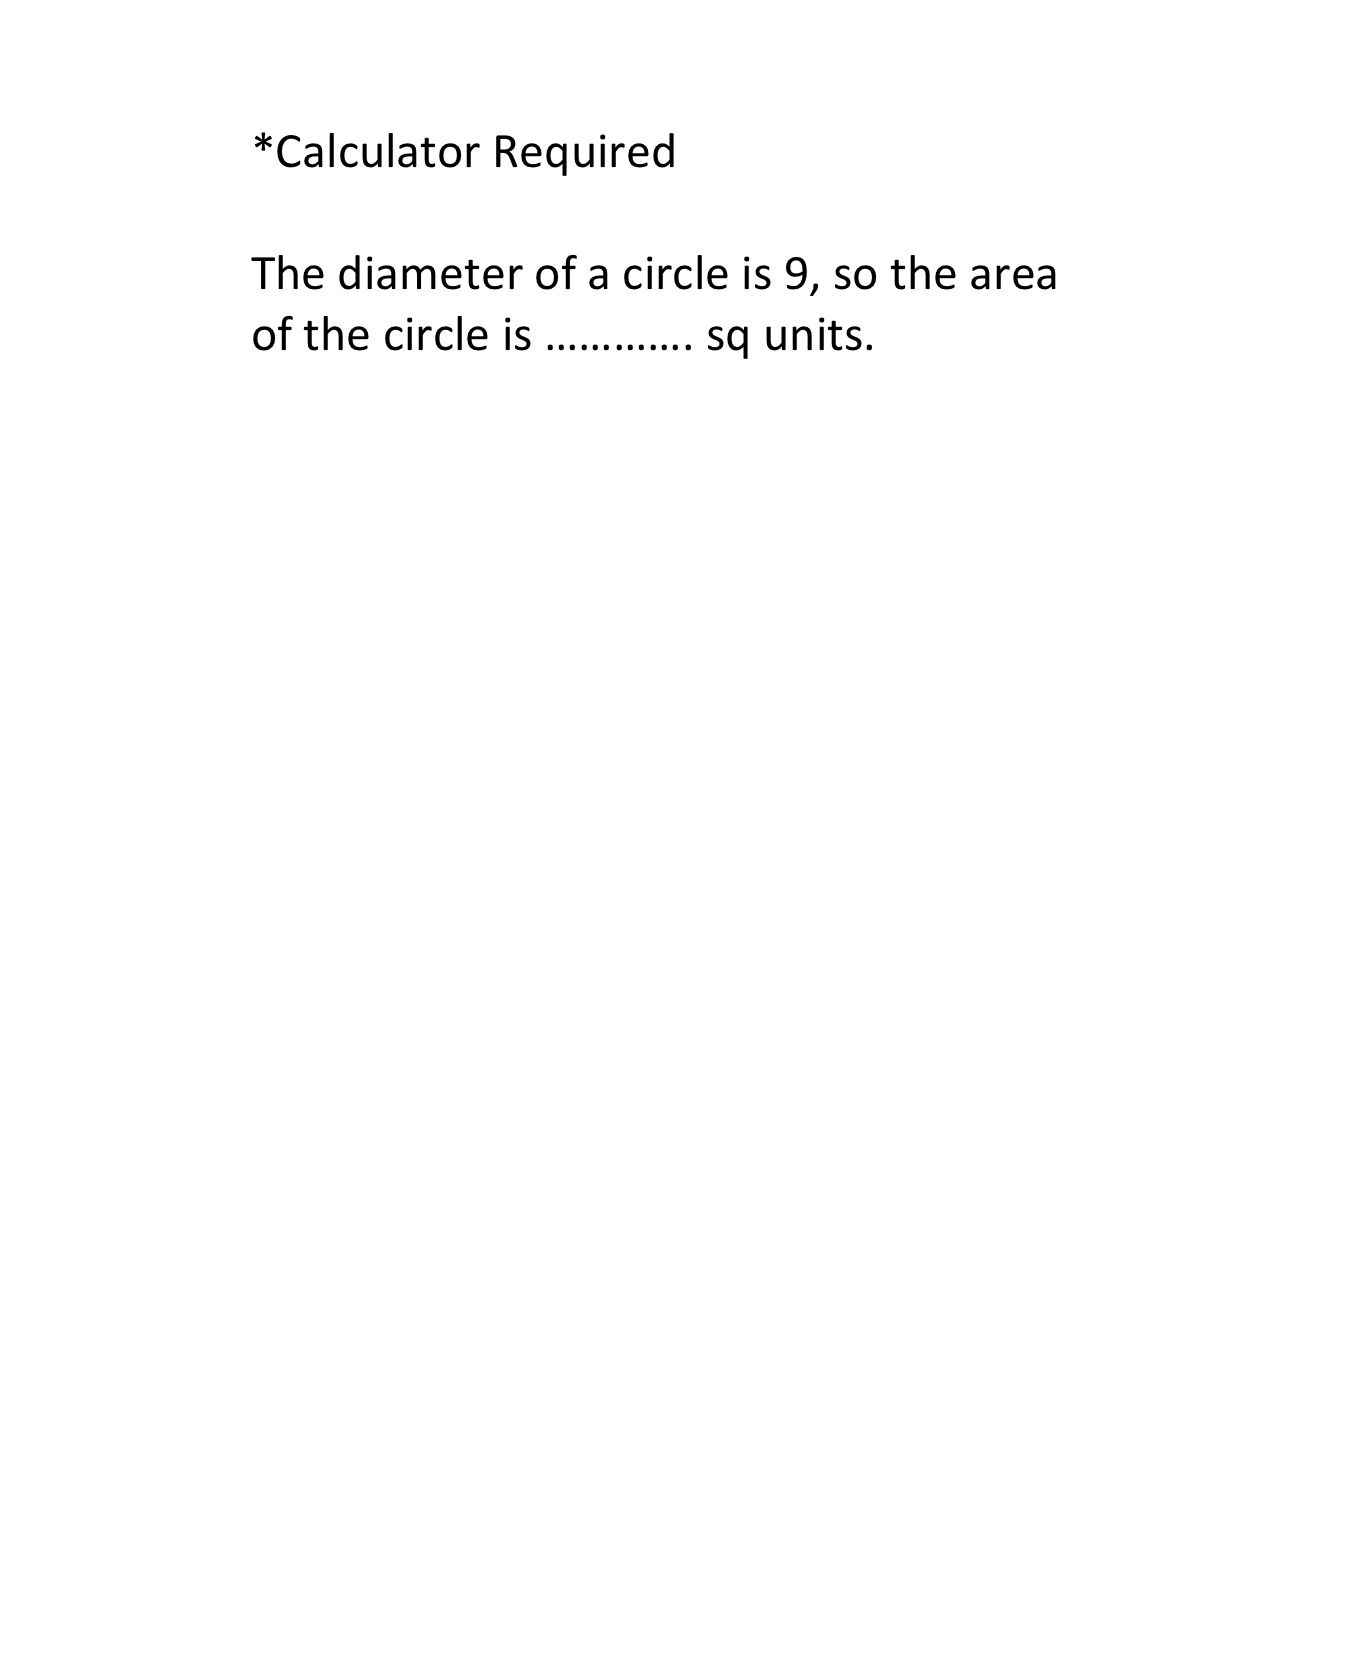 *Calculator Required
The diameter of a circle is 9, so the area
of the circle is …………. sq units.